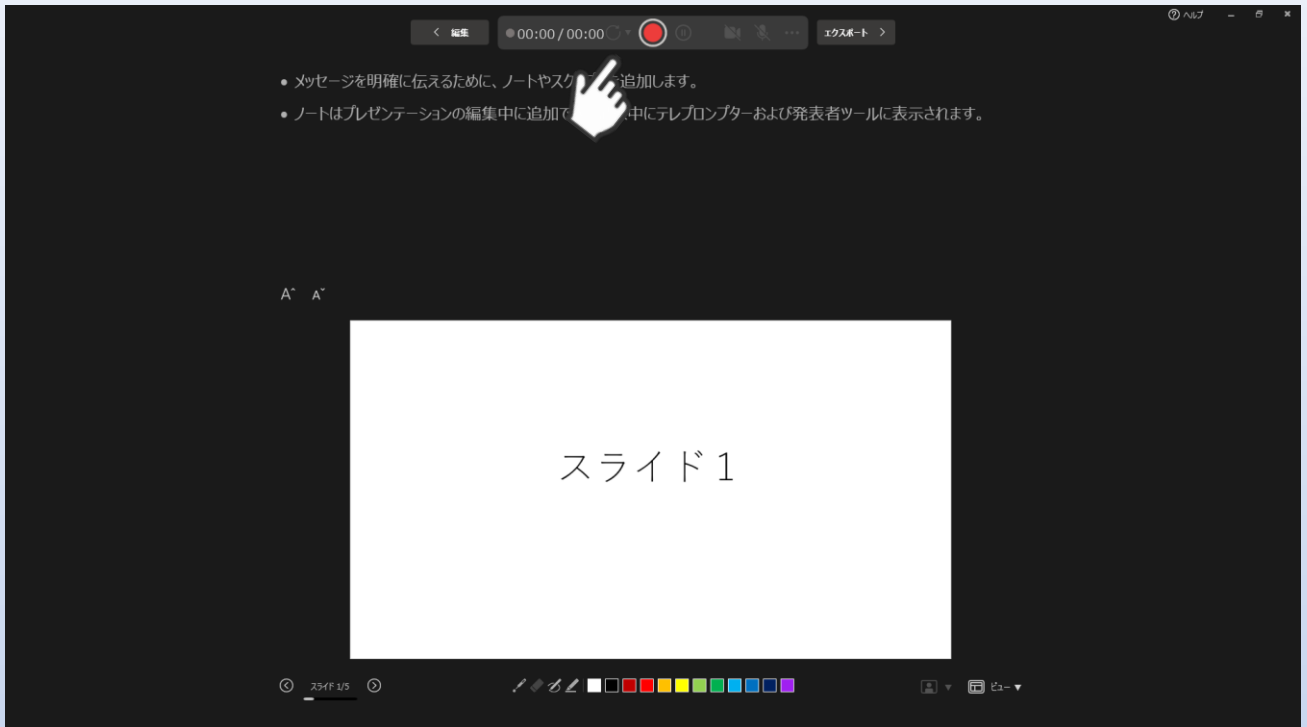 ヘルプ
編集
00:00/00:00
エクスポート
• メッセージを明確に伝えるために、ノートやスク 追加します。
• ノートはプレゼンテーションの編集中に追加で 中にテレプロンプターおよび発表者ツールに表示されます。
A A
スライド1
スライド 1/5
ビュー